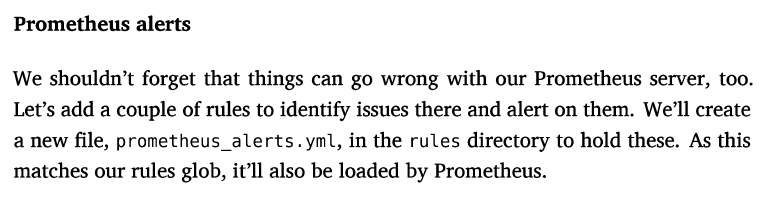 Prometheus alerts
We shouldn’t forget that things can go wrong with our Prometheus server, too.
Let’s add a couple of rules to identify issues there and alert on them. We’ll create
a new file, prometheus_alerts.yml, in the rules directory to hold these. As this
matches our rules glob, it’ll also be loaded by Prometheus.